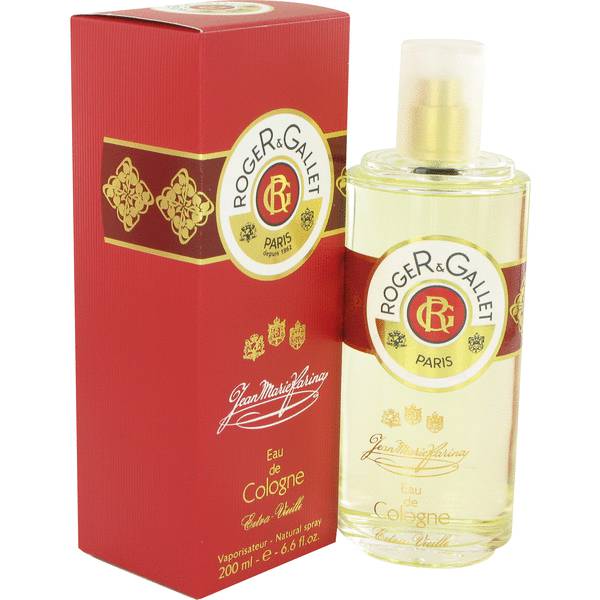 ROGER & GALLET
RG
PARIS
depuis 1862
Jean Marie Farina
Eau
de
Cologne
Extra-Vieille
Vaporisateur - Natural spray
200 ml - e - 6.6 fl.oz.
ROGER & GALLET
RG
PARIS
Jean Marie Farina
Eau
de
Cologne
Extra-Vieille